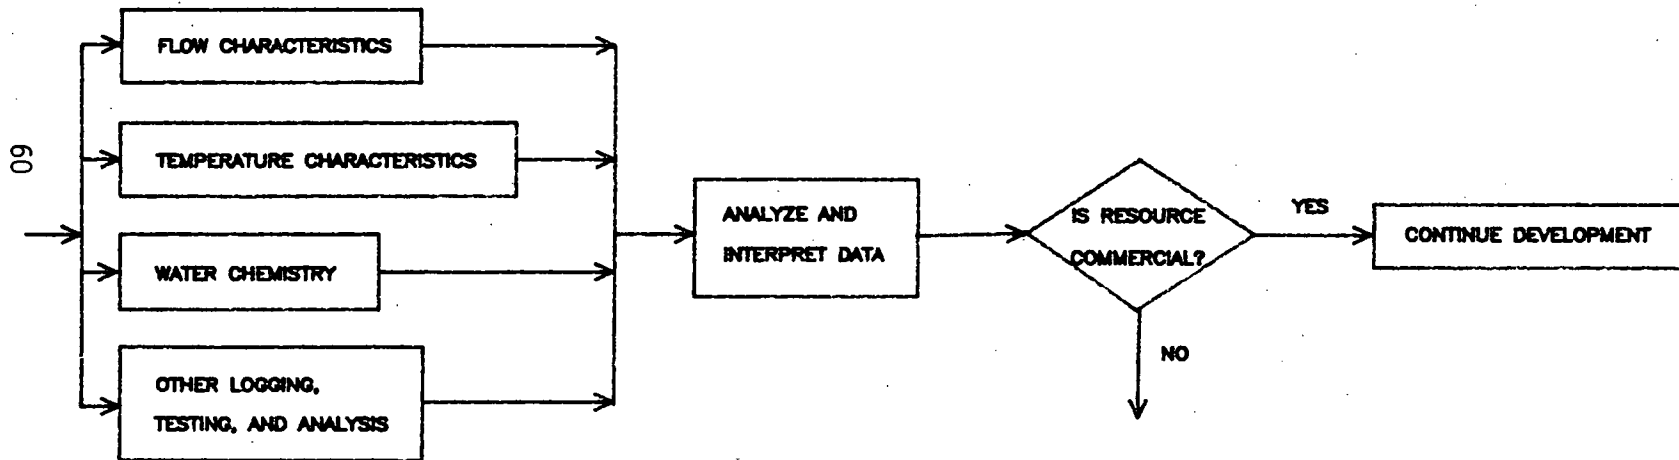 60
FLOW CHARACTERISTICS
TEMPERATURE CHARACTERISTICS
WATER CHEMISTRY
OTHER LOGGING,
TESTING, AND ANALYSIS
ANALYZE AND
INTERPRET DATA
IS RESOURCE
COMMERCIAL?
YES
NO
CONTINUE DEVELOPMENT